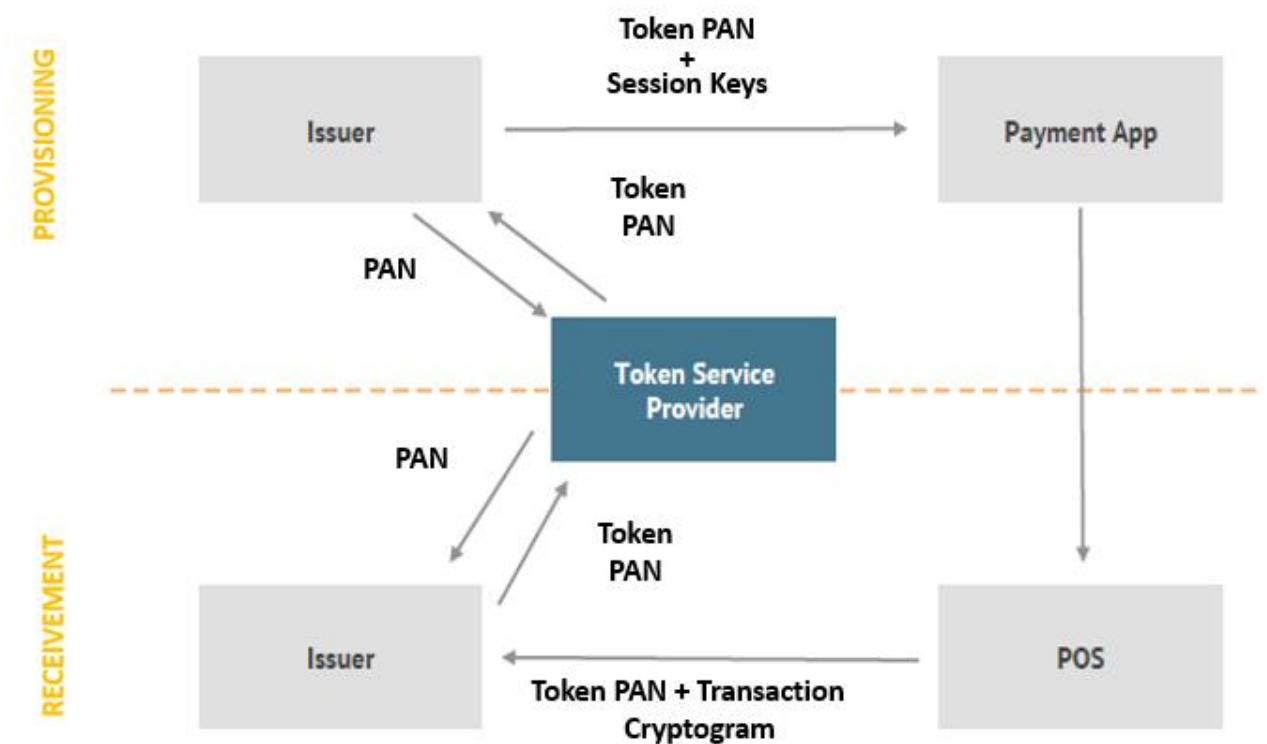 PROVISIONING
Token PAN
+
Session Keys
Issuer
Payment App
Token
PAN
PAN
Token Service
Provider
RECEIVEMENT
PAN
Token
PAN
Issuer
POS
Token PAN + Transaction
Cryptogram